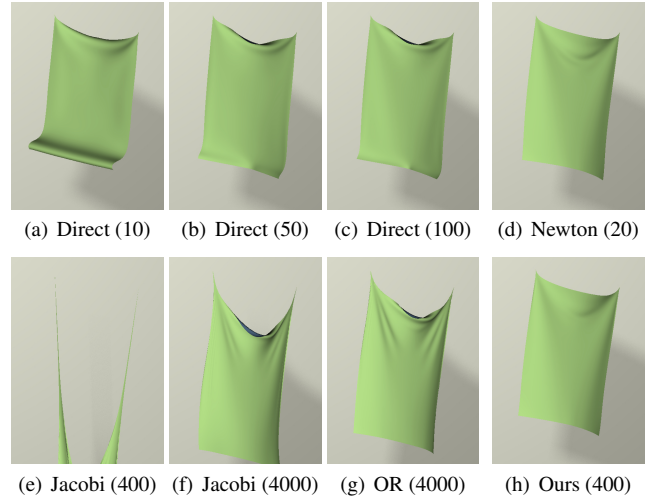 (a) Direct (10) (b) Direct (50) (c) Direct (100) (d) Newton (20)
(e) Jacobi (400) (f) Jacobi (4000) (g) OR (4000) (h) Ours (400)